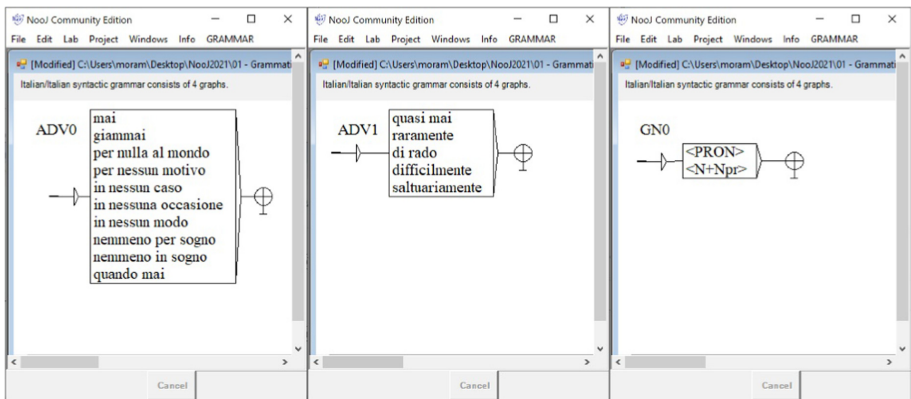 NooJ Community Edition
File Edit Lab Project Windows Info GRAMMAR
[Modified] C:\Users\moram\Desktop\NooJ2021\01 - Grammati
Italian/Italian syntactic grammar consists of 4 graphs.
ADV0
mai
giammai
per nulla al mondo
per nessun motivo
in nessun caso
in nessuna occasione
in nessun modo
nemmeno per sogno
nemmeno in sogno
quando mai
Cancel
NooJ Community Edition
File Edit Lab Project Windows Info GRAMMAR
[Modified] C:\Users\moram\Desktop\NooJ2021\01 - Grammati
Italian/Italian syntactic grammar consists of 4 graphs.
ADV1
quasi mai
raramente
di rado
difficilmente
saltuariamente
Cancel
NooJ Community Edition
File Edit Lab Project Windows Info GRAMMAR
[Modified] C:\Users\moram\Desktop\NooJ2021\01 - Grammati
Italian/Italian syntactic grammar consists of 4 graphs.
GN0
<PRON>
<N+Npr>
Cancel